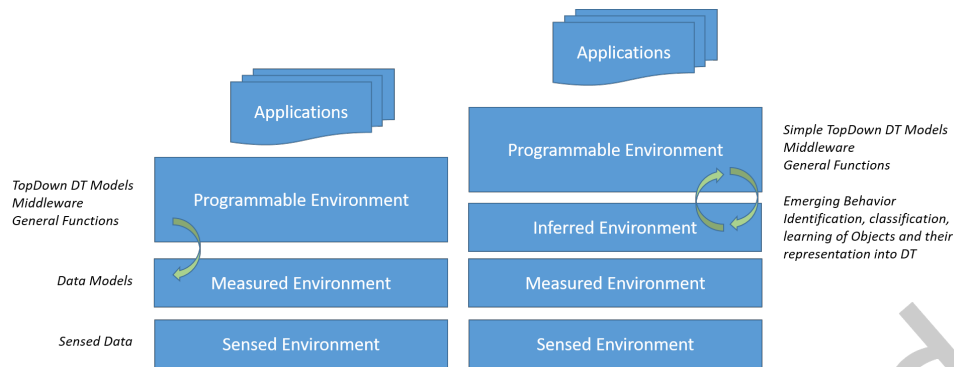 Applications
Programmable Environment
TopDown DT Models
Middleware
General Functions
Measured Environment
Data Models
Sensed Environment
Sensed Data
Applications
Programmable Environment
Simple TopDown DT Models
Middleware
General Functions
Inferred Environment
Emerging Behavior
Identification, classification,
learning of Objects and their
representation into DT
Measured Environment
Sensed Environment